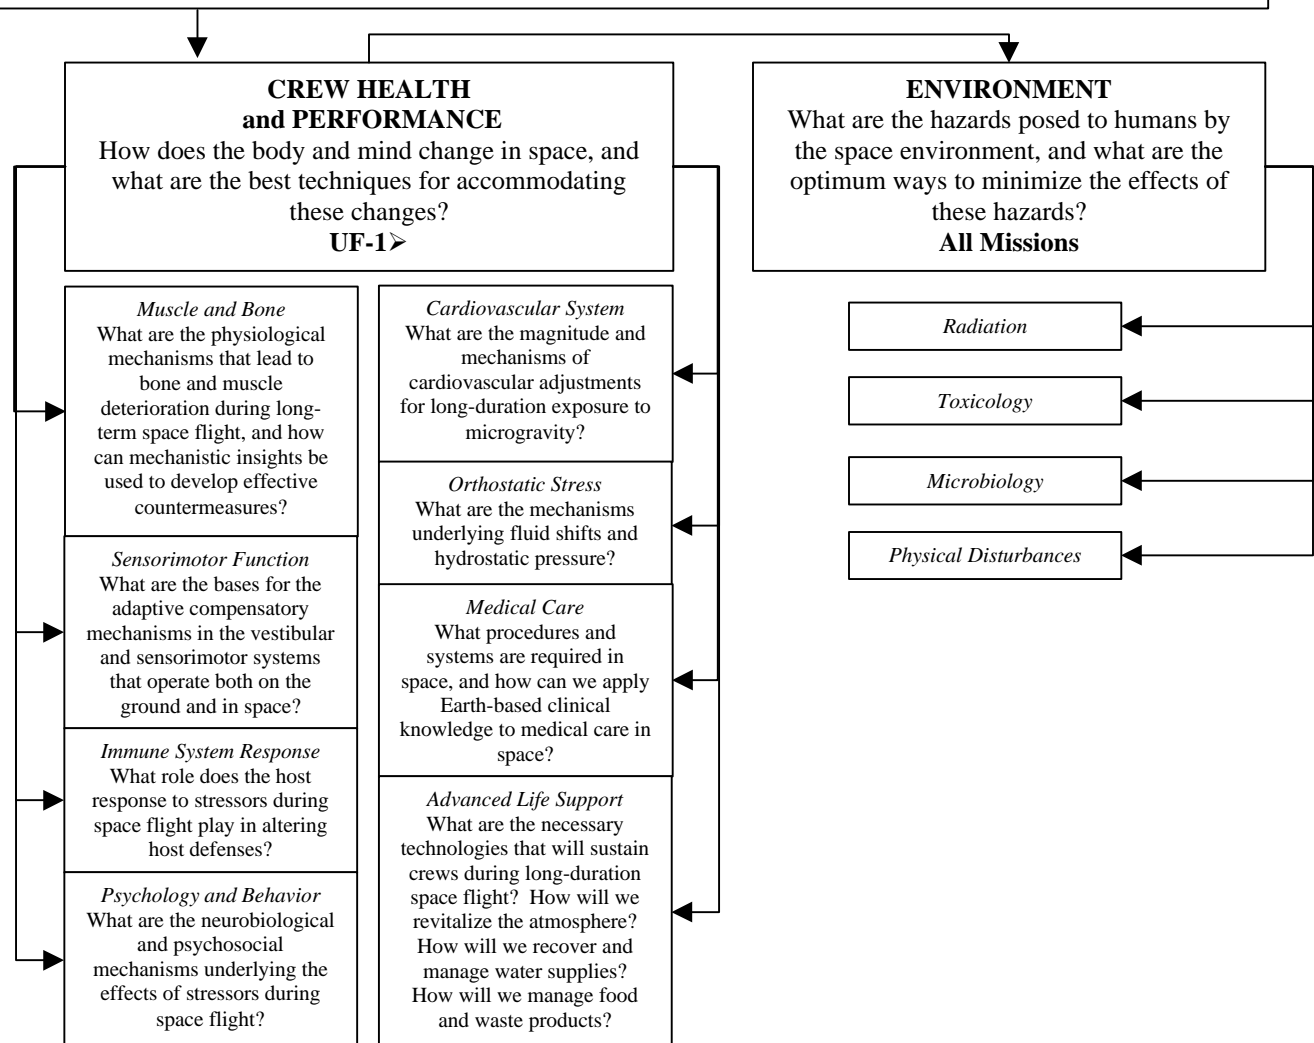 CREW HEALTH
and PERFORMANCE
How does the body and mind change in space, and
what are the best techniques for accommodating
these changes?
UF-1➢
ENVIRONMENT
What are the hazards posed to humans by
the space environment, and what are the
optimum ways to minimize the effects of
these hazards?
All Missions
Muscle and Bone
What are the physiological
mechanisms that lead to
bone and muscle
deterioration during long-
term space flight, and how
can mechanistic insights be
used to develop effective
countermeasures?
Sensorimotor Function
What are the bases for the
adaptive compensatory
mechanisms in the vestibular
and sensorimotor systems
that operate both on the
ground and in space?
Immune System Response
What role does the host
response to stressors during
space flight play in altering
host defenses?
Psychology and Behavior
What are the neurobiological
and psychosocial
mechanisms underlying the
effects of stressors during
space flight?
Cardiovascular System
What are the magnitude and
mechanisms of
cardiovascular adjustments
for long-duration exposure to
microgravity?
Orthostatic Stress
What are the mechanisms
underlying fluid shifts and
hydrostatic pressure?
Medical Care
What procedures and
systems are required in
space, and how can we apply
Earth-based clinical
knowledge to medical care in
space?
Advanced Life Support
What are the necessary
technologies that will sustain
crews during long-duration
space flight?  How will we
revitalize the atmosphere?
How will we recover and
manage water supplies?
How will we manage food
and waste products?
Radiation
Toxicology
Microbiology
Physical Disturbances